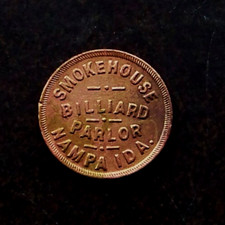 SMOKEHOUSE
BILLIARD
PARLOR
NAMPA IDA.